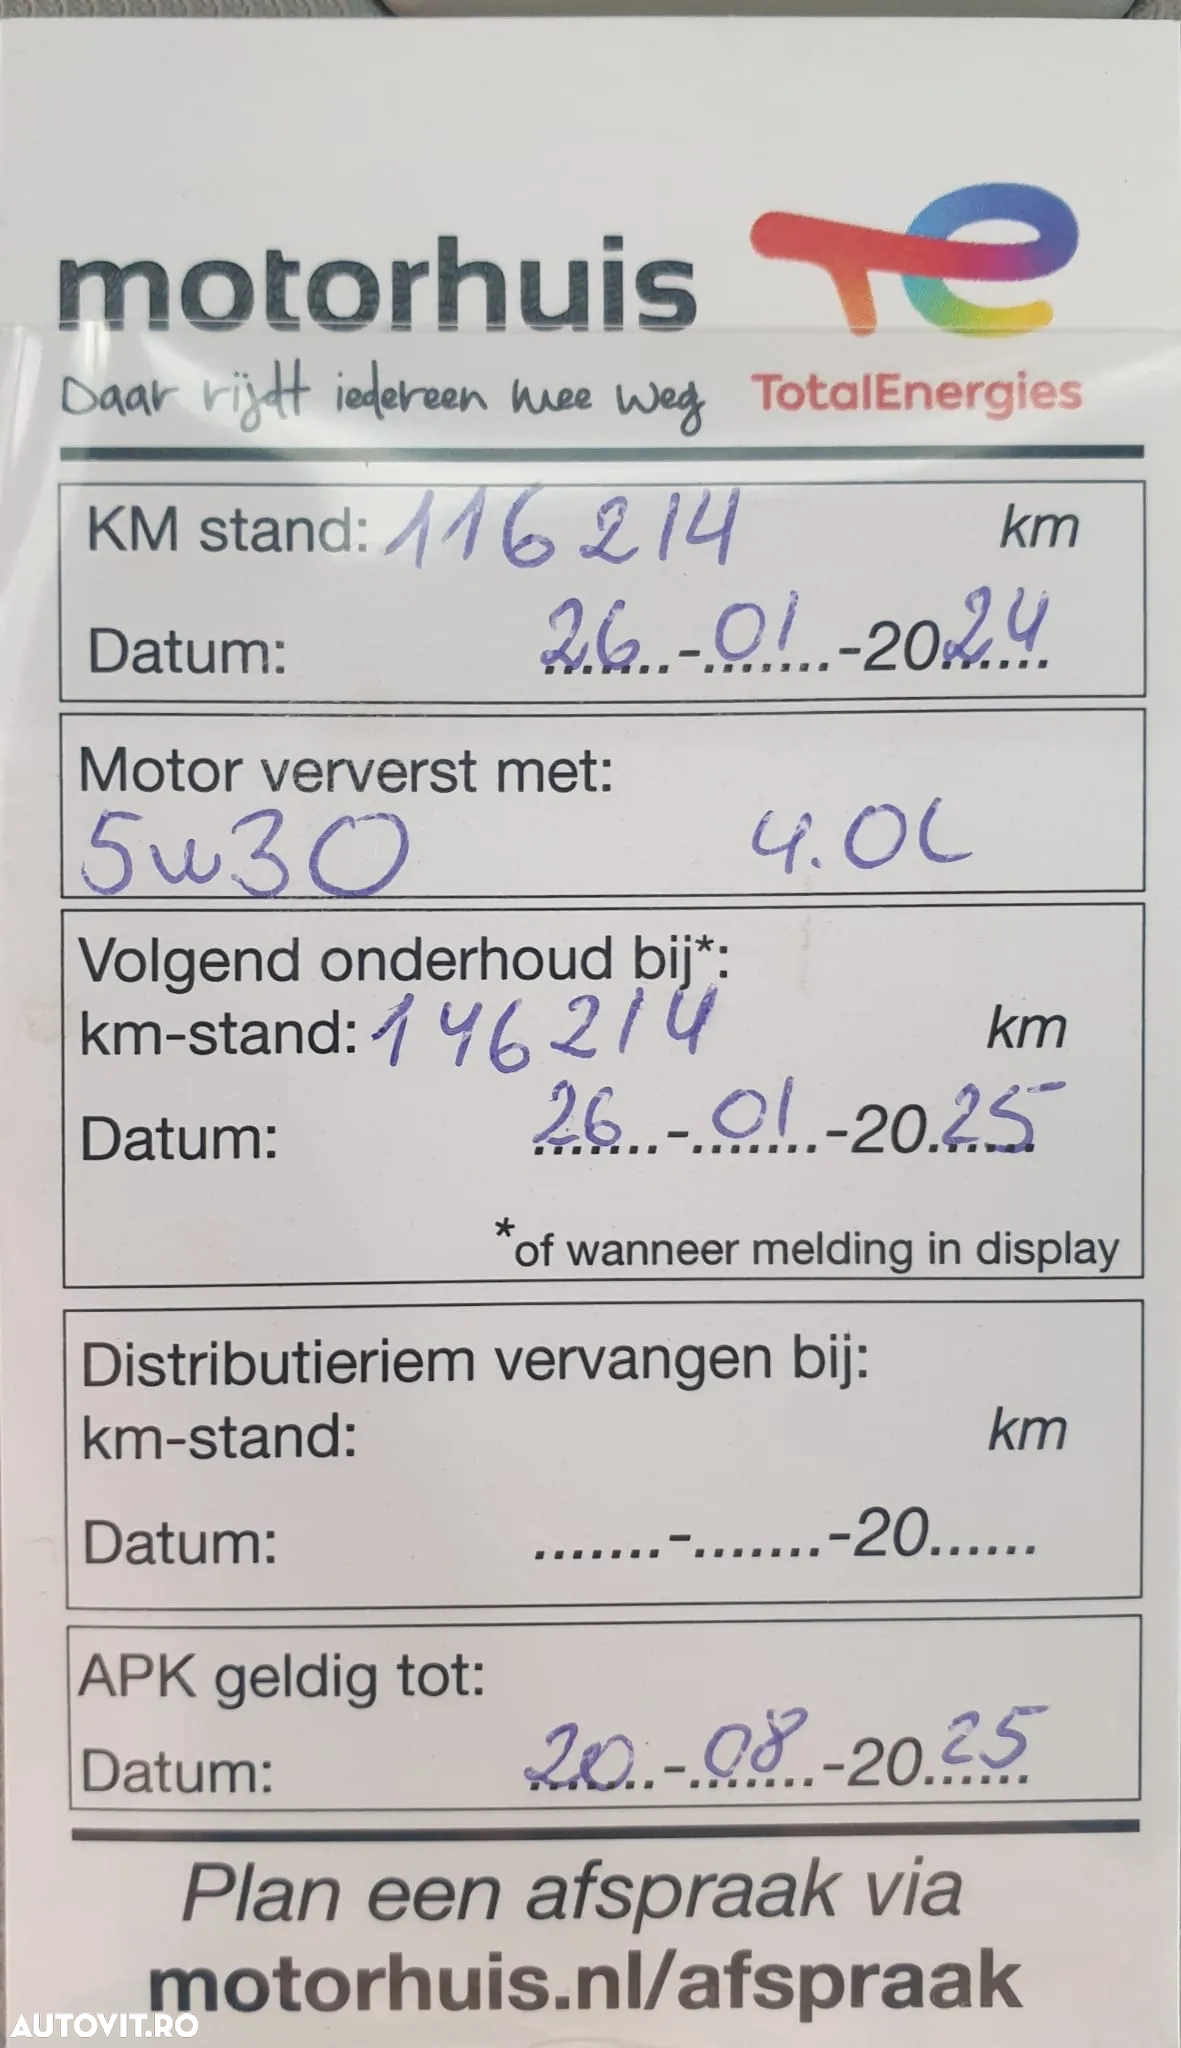 motorhuis
Daar rijdt iedereen mee weg
TotalEnergies
KM stand: 116214 km
Datum: 26-01-2024
Motor ververst met:
5w30 4.0L
Volgend onderhoud bij*:
km-stand: 146214 km
Datum: 26-01-2025
*of wanneer melding in display
Distributieriem vervangen bij:
km-stand: km
Datum: .......-.......-20......
APK geldig tot:
Datum: 20-08-2025
Plan een afspraak via
motorhuis.nl/afspraak
AUTOVIT.RO